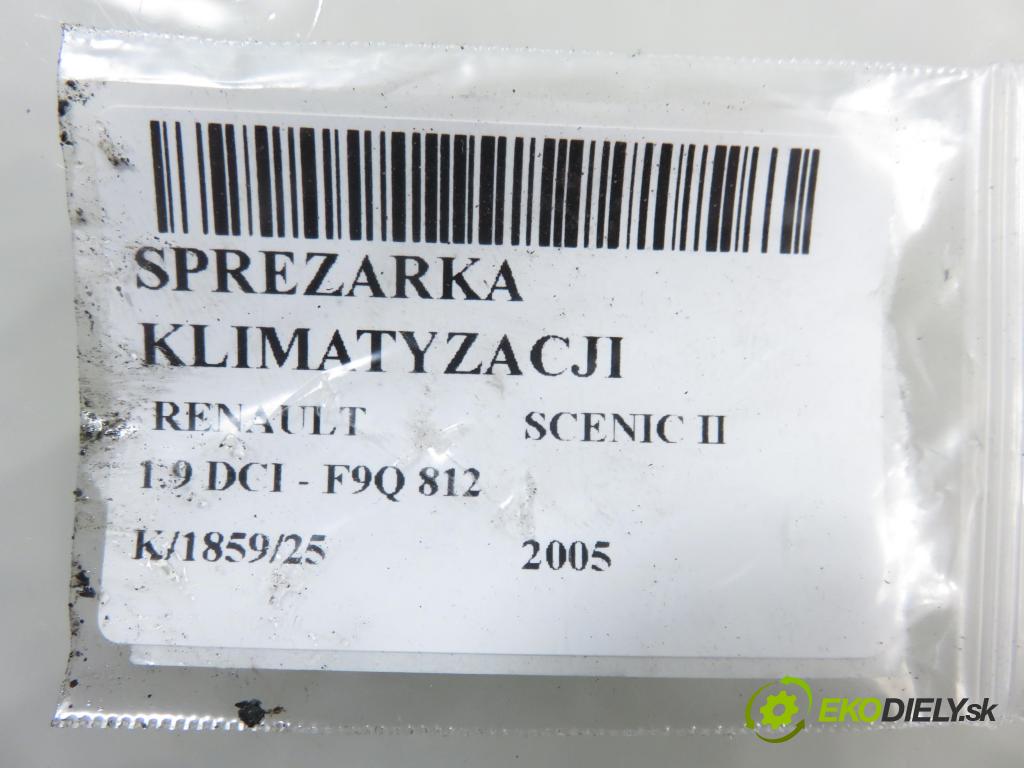 SPREZARKA
KLIMATYZACJI
RENAULT SCENIC II
1.9 DCI - F9Q 812
K/1859/25 2005
EKODIELY.sk